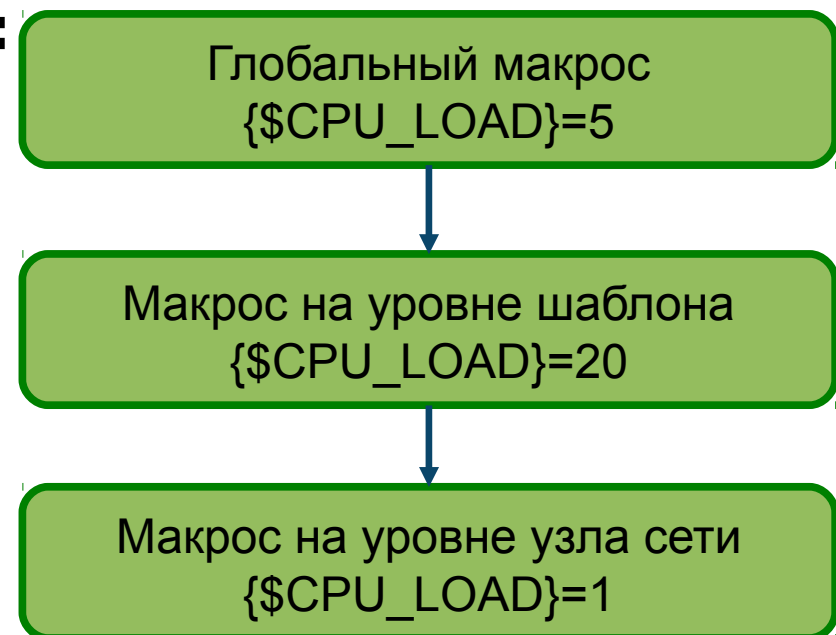 :
Глобальный макрос
{$CPU_LOAD}=5
Макрос на уровне шаблона
{$CPU_LOAD}=20
Макрос на уровне узла сети
{$CPU_LOAD}=1